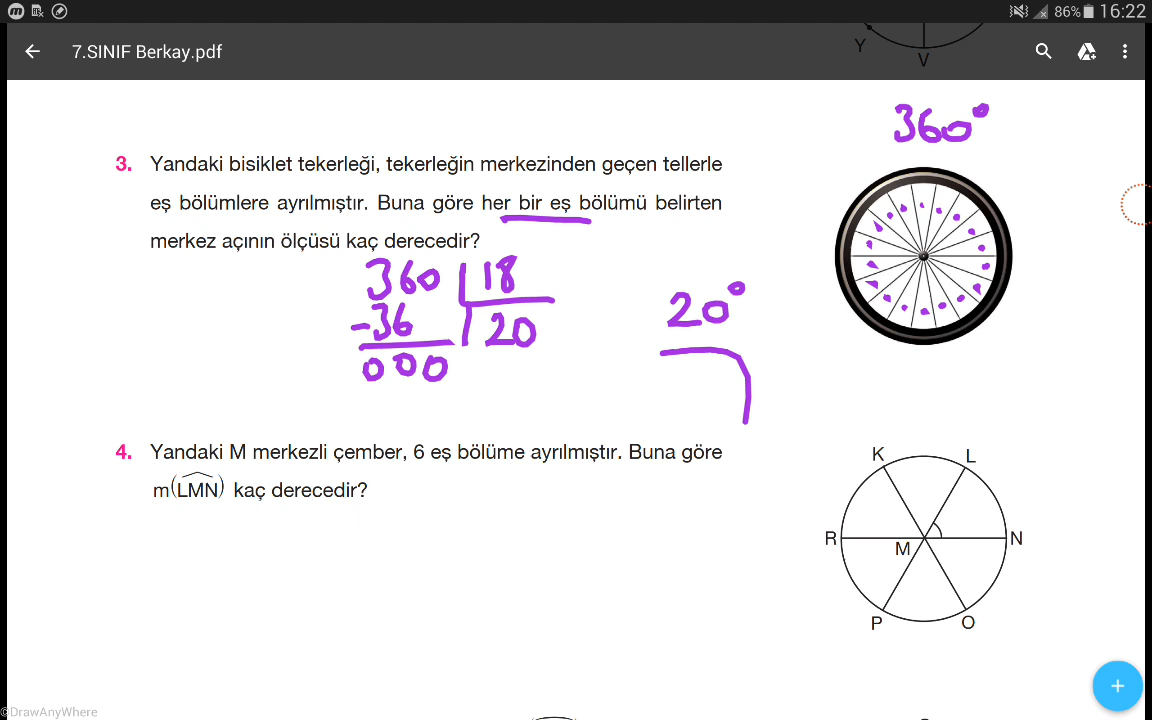 86% 16:22
7.SINIF Berkay.pdf
Y
V
360°
3. Yandaki bisiklet tekerleği, tekerleğin merkezinden geçen tellerle
eş bölümlere ayrılmıştır. Buna göre her bir eş bölümü belirten
merkez açının ölçüsü kaç derecedir?
360 18
-36 20
000
20°
4. Yandaki M merkezli çember, 6 eş bölüme ayrılmıştır. Buna göre
m(LMN) kaç derecedir?
K L
R M N
P O
©DrawAnyWhere